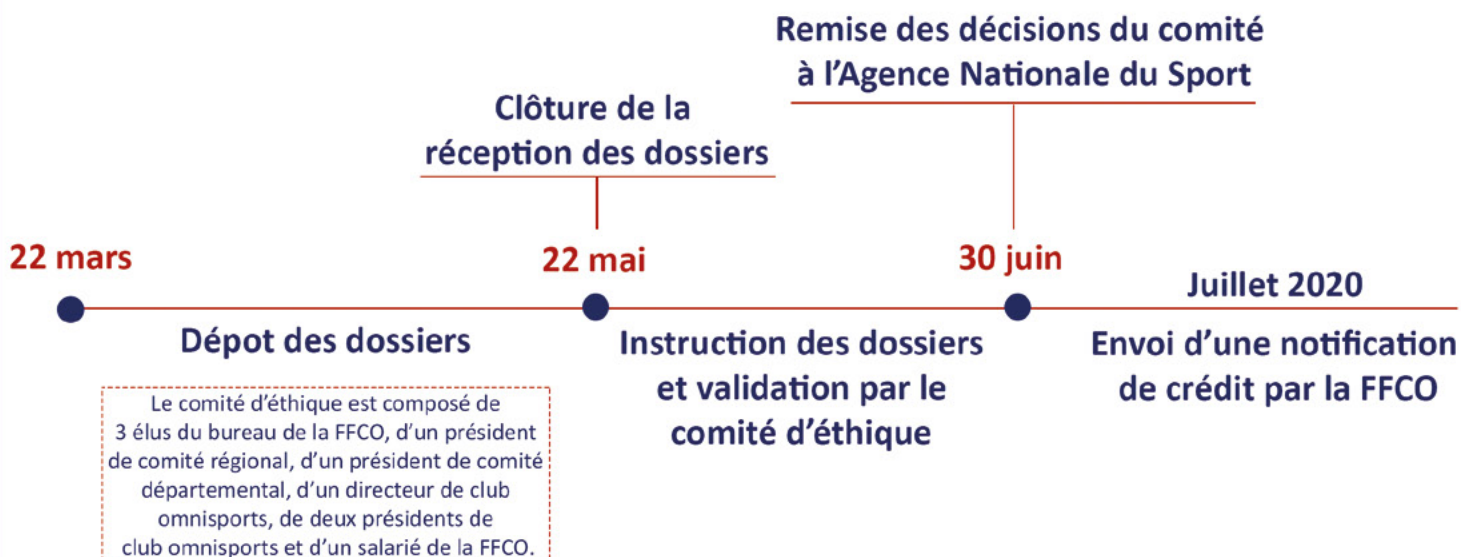 Remise des décisions du comité
à l'Agence Nationale du Sport
Clôture de la
réception des dossiers
22 mars
22 mai
30 juin
Juillet 2020
Dépot des dossiers
Instruction des dossiers
et validation par le
comité d'éthique
Envoi d'une notification
de crédit par la FFCO
Le comité d'éthique est composé de
3 élus du bureau de la FFCO, d'un président
de comité régional, d'un président de comité
départemental, d'un directeur de club
omnisports, de deux présidents de
club omnisports et d'un salarié de la FFCO.